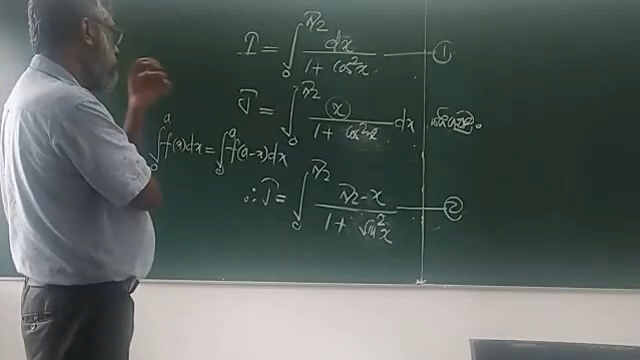 I = ∫₀^{π/2} dx / (1 + cos²x) — ①
J = ∫₀^{π/2} x / (1 + cos²x) dx
∫₀^a f(x)dx = ∫₀^a f(a-x)dx
∴ J = ∫₀^{π/2} (π/2 - x) / (1 + sin²x) — ②